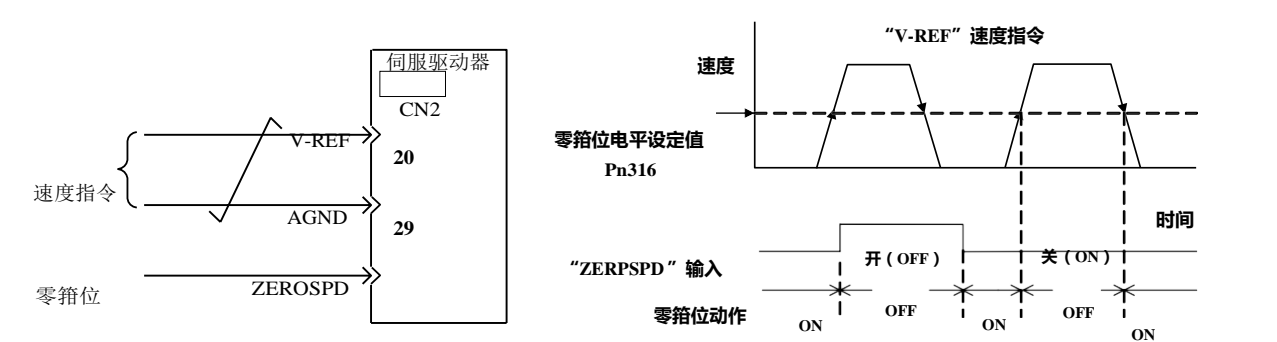 伺服驱动器
CN2
V-REF
20
速度指令
AGND
29
零箝位
ZEROSPD
“V-REF”速度指令
速度
零箝位电平设定值
Pn316
时间
“ZERPSPD”输入
开（OFF）
关（ON）
零箝位动作
ON
OFF
ON
OFF
ON